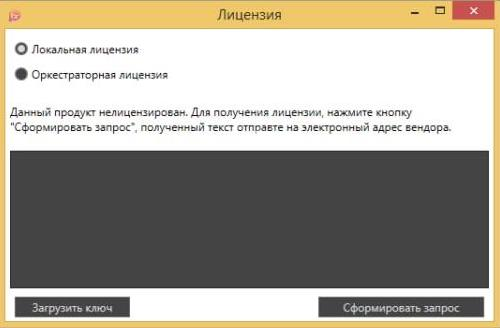 Лицензия
Локальная лицензия
Оркестраторная лицензия
Данный продукт нелицензирован. Для получения лицензии, нажмите кнопку
"Сформировать запрос", полученный текст отправте на электронный адрес вендора.
Загрузить ключ
Сформировать запрос